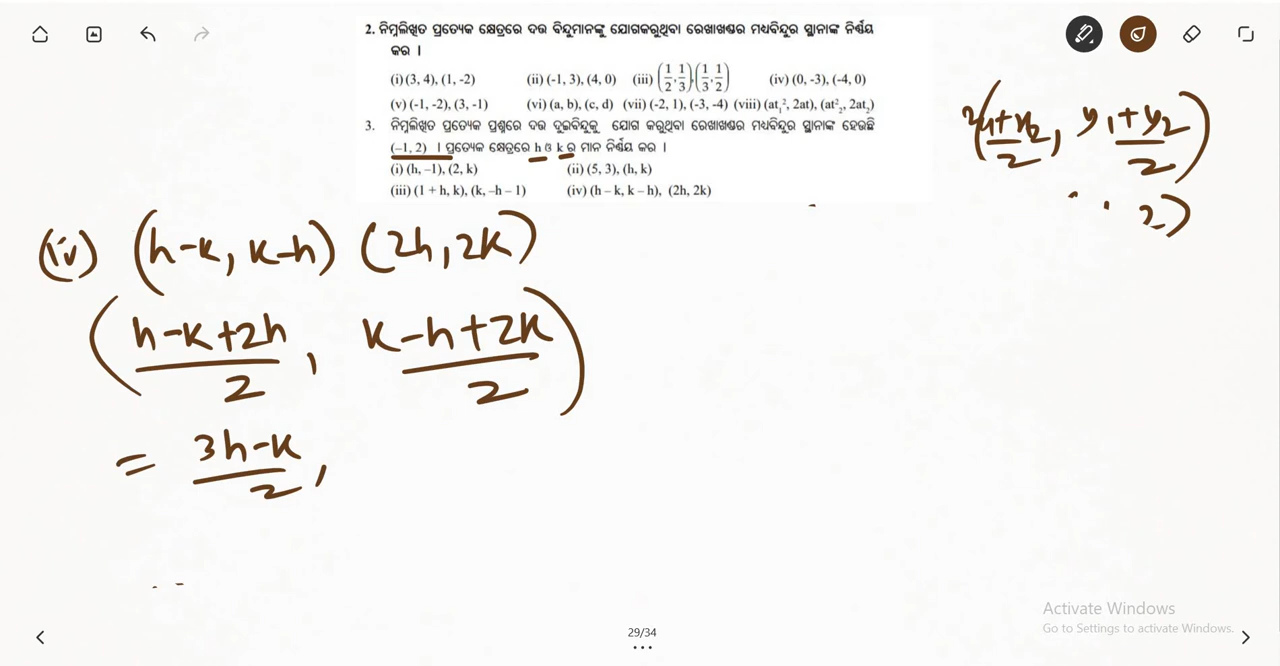 2. ନିମ୍ନଲିଖିତ ପ୍ରତ୍ୟେକ କ୍ଷେତ୍ରରେ ଦତ୍ତ ବିନ୍ଦୁମାନଙ୍କୁ ଯୋଗକରୁଥିବା ରେଖାଖଣ୍ଡର ମଧ୍ୟବିନ୍ଦୁର ସ୍ଥାନାଙ୍କ ନିର୍ଣ୍ଣୟ
କର ।
(i) (3, 4), (1, -2) (ii) (-1, 3), (4, 0) (iii) (1/2, 1/3), (1/3, 1/2) (iv) (0, -3), (-4, 0)
(v) (-1, -2), (3, -1) (vi) (a, b), (c, d) (vii) (-2, 1), (-3, -4) (viii) (at₁², 2at), (at²₂, 2at₂)
3. ନିମ୍ନଲିଖିତ ପ୍ରତ୍ୟେକ ପ୍ରଶ୍ନରେ ଦତ୍ତ ଦୁଇବିନ୍ଦୁକୁ ଯୋଗ କରୁଥିବା ରେଖାଖଣ୍ଡର ମଧ୍ୟବିନ୍ଦୁର ସ୍ଥାନାଙ୍କ ହେଉଛି
(–1, 2) । ପ୍ରତ୍ୟେକ କ୍ଷେତ୍ରରେ h ଓ k ର ମାନ ନିର୍ଣ୍ଣୟ କର ।
(i) (h, –1), (2, k) (ii) (5, 3), (h, k)
(iii) (1 + h, k), (k, –h – 1) (iv) (h – k, k – h), (2h, 2k)
(x₁+x₂/2, y₁+y₂/2)
2)
(iv) (h-k, k-h) (2h, 2k)
(h-k+2h/2, k-h+2k/2)
= 3h-k/2,
Activate Windows
Go to Settings to activate Windows.
29/34